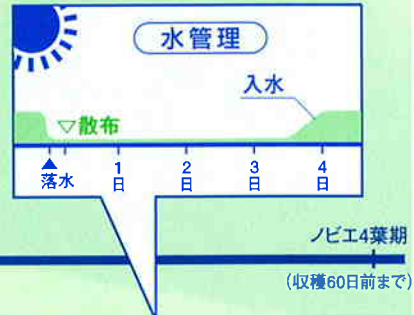 水管理
入水
▽散布
▲
落水
1日
2日
3日
4日
ノビエ4葉期
(収穫60日前まで)